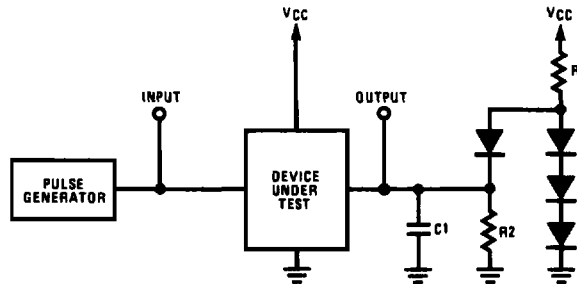 VCC
VCC
R
INPUT
OUTPUT
PULSE
GENERATOR
DEVICE
UNDER
TEST
C1
R2